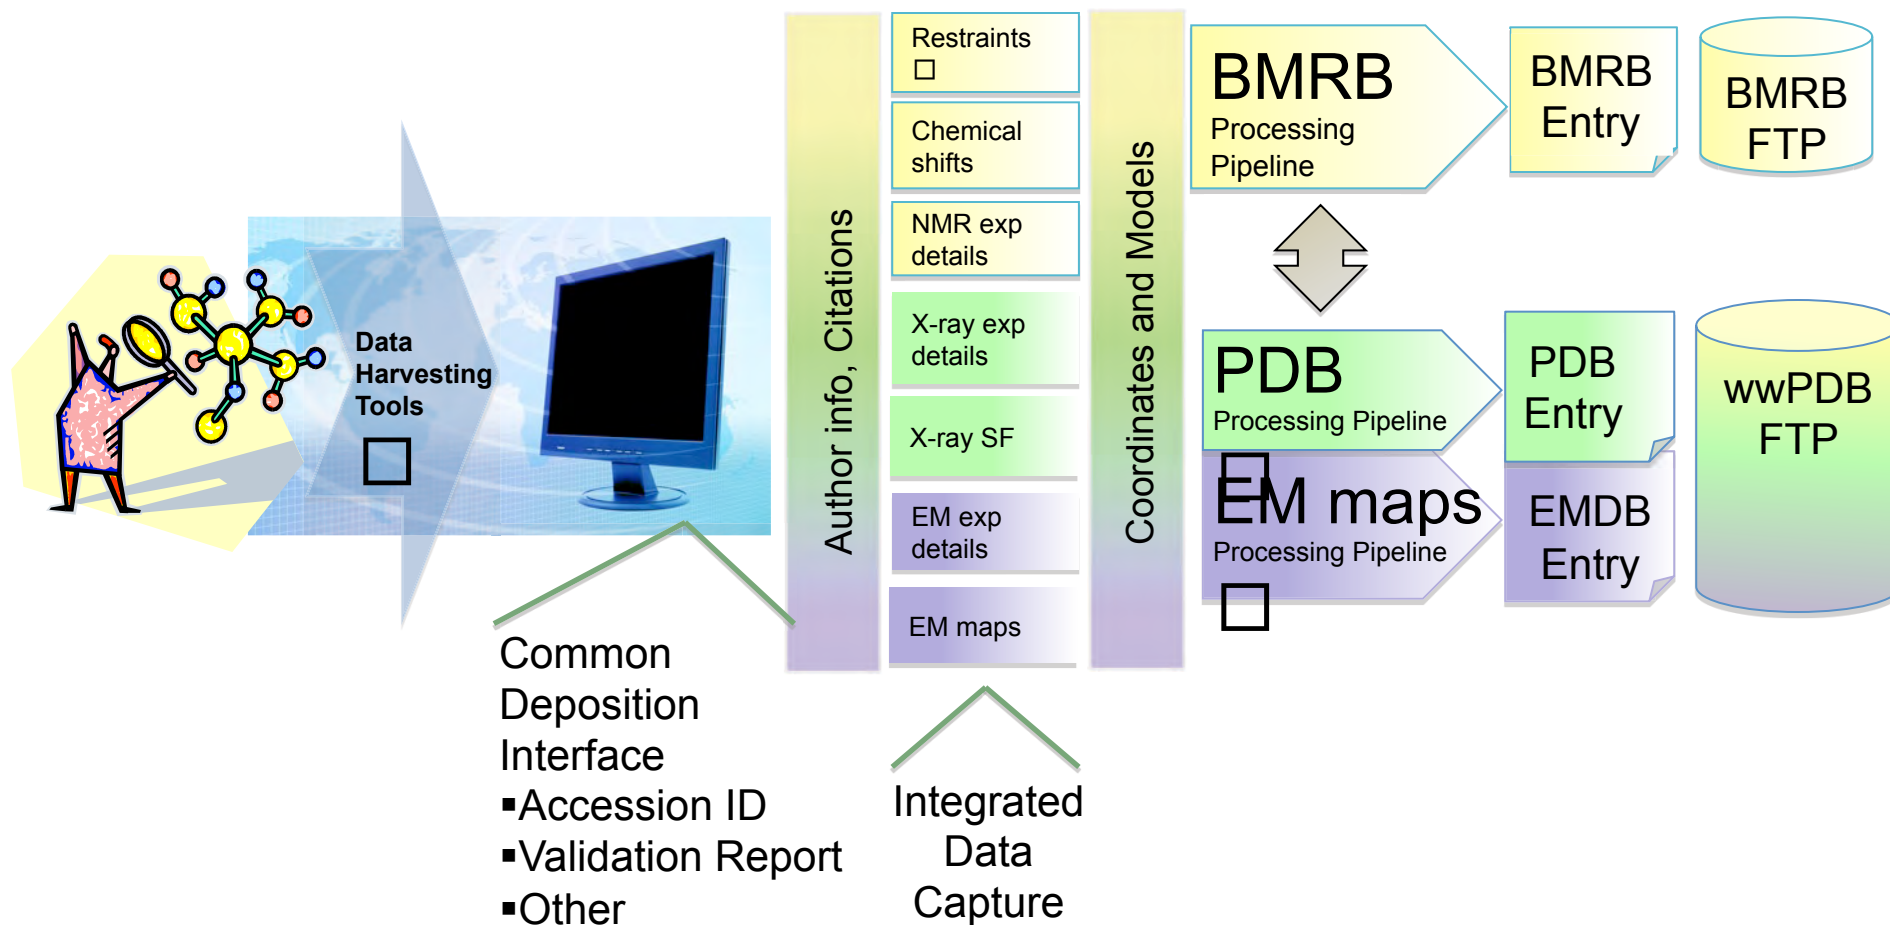 Data
Harvesting
Tools
□
Common
Deposition
Interface
▪Accession ID
▪Validation Report
▪Other
Author info, Citations
Restraints
□
Chemical
shifts
NMR exp
details
X-ray exp
details
X-ray SF
EM exp
details
EM maps
Integrated
Data
Capture
Coordinates and Models
BMRB
Processing
Pipeline
BMRB
Entry
BMRB
FTP
PDB
Processing Pipeline
□
PDB
Entry
EM maps
Processing Pipeline
□
EMDB
Entry
wwPDB
FTP